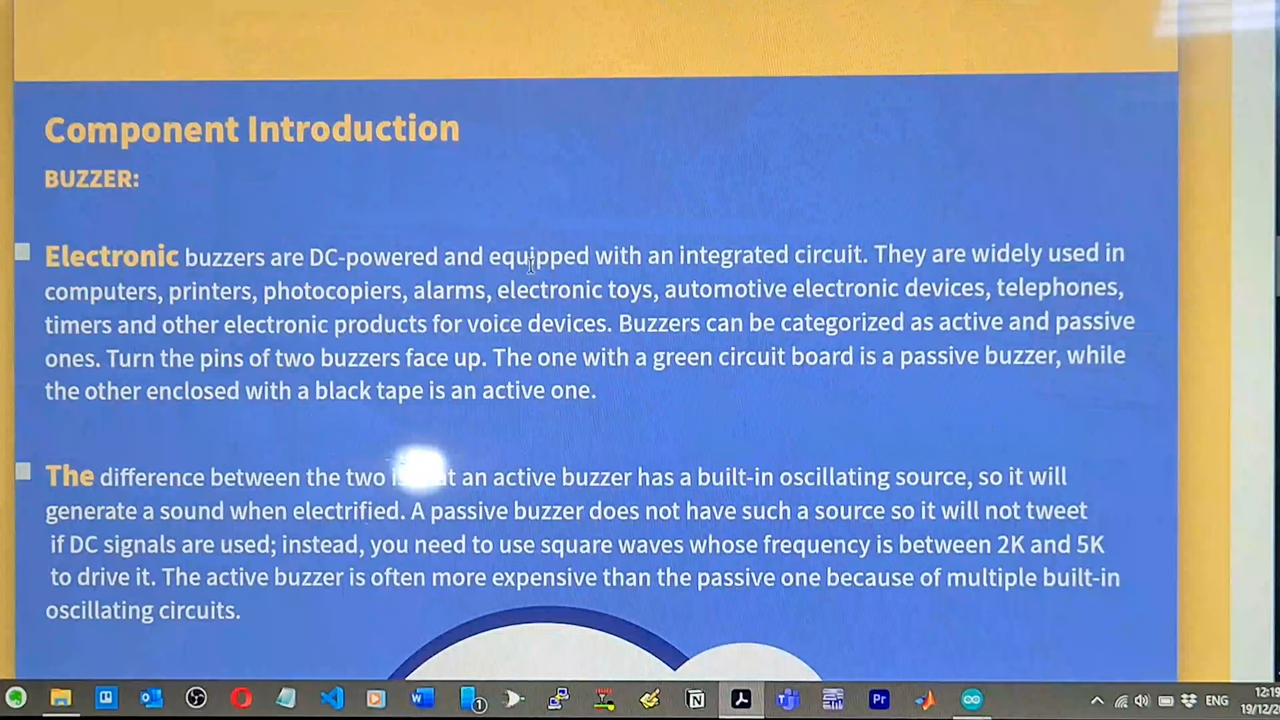 Component Introduction
BUZZER:
Electronic buzzers are DC-powered and equipped with an integrated circuit. They are widely used in
computers, printers, photocopiers, alarms, electronic toys, automotive electronic devices, telephones,
timers and other electronic products for voice devices. Buzzers can be categorized as active and passive
ones. Turn the pins of two buzzers face up. The one with a green circuit board is a passive buzzer, while
the other enclosed with a black tape is an active one.
The difference between the two an active buzzer has a built-in oscillating source, so it will
generate a sound when electrified. A passive buzzer does not have such a source so it will not tweet
if DC signals are used; instead, you need to use square waves whose frequency is between 2K and 5K
to drive it. The active buzzer is often more expensive than the passive one because of multiple built-in
oscillating circuits.
ENG
12:19
19/12/2